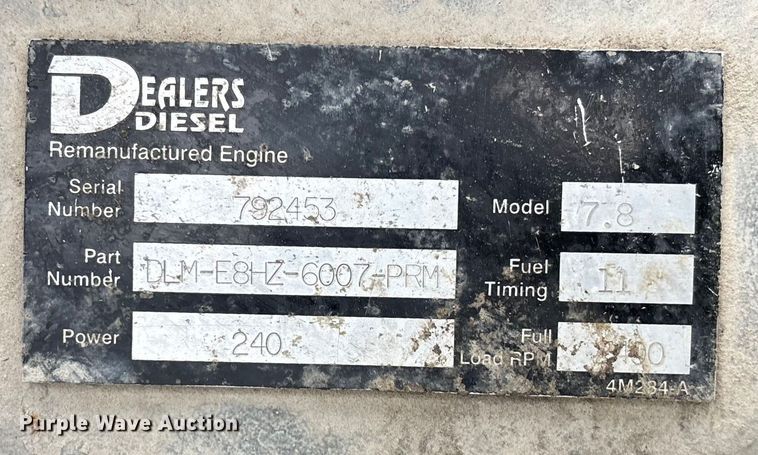 DEALERS
DIESEL
Remanufactured Engine
Serial Number 792453
Model 7.8
Part Number DLM-E8HZ-6007-PRM
Fuel Timing 11
Power 240
Full Load RPM
4M234-A
Purple Wave Auction